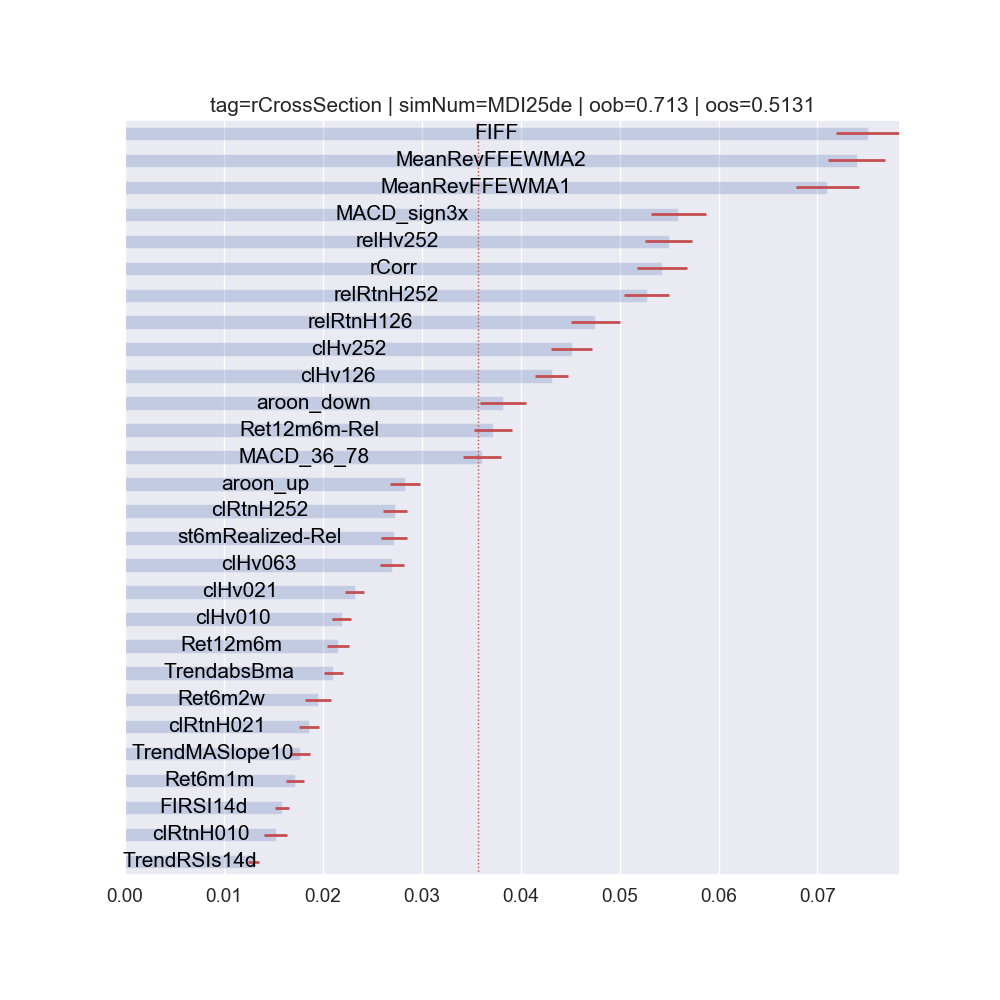 tag=rCrossSection | simNum=MDI25de | oob=0.713 | oos=0.5131
FIFF
MeanRevFFEWMA2
MeanRevFFEWMA1
MACD_sign3x
relHv252
rCorr
relRtnH252
relRtnH126
clHv252
clHv126
aroon_down
Ret12m6m-Rel
MACD_36_78
aroon_up
clRtnH252
st6mRealized-Rel
clHv063
clHv021
clHv010
Ret12m6m
TrendabsBma
Ret6m2w
clRtnH021
TrendMASlope10
Ret6m1m
FIRSI14d
clRtnH010
TrendRSIs14d
0.00 0.01 0.02 0.03 0.04 0.05 0.06 0.07